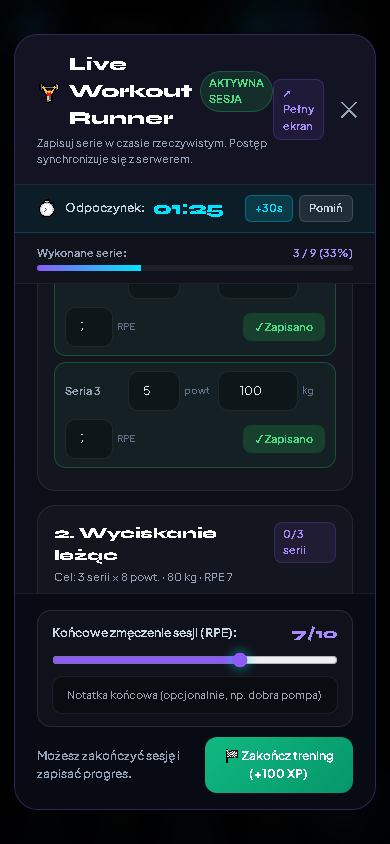 Live
Workout
Runner
AKTYWNA
SESJA
↗
Pełny
ekran
Zapisuj serie w czasie rzeczywistym. Postęp
synchronizuje się z serwerem.
Odpoczynek: 01:25 +30s Pomiń
Wykonane serie: 3 / 9 (33%)
RPE ✓ Zapisano
Seria 3 5 powt 100 kg
RPE ✓ Zapisano
2. Wyciskanie
leżąc
0/3
serii
Cel: 3 serii × 8 powt. · 80 kg · RPE 7
Końcowe zmęczenie sesji (RPE): 7/10
Notatka końcowa (opcjonalnie, np. dobra pompa)
Możesz zakończyć sesję i
zapisać progres.
Zakończ trening
(+100 XP)